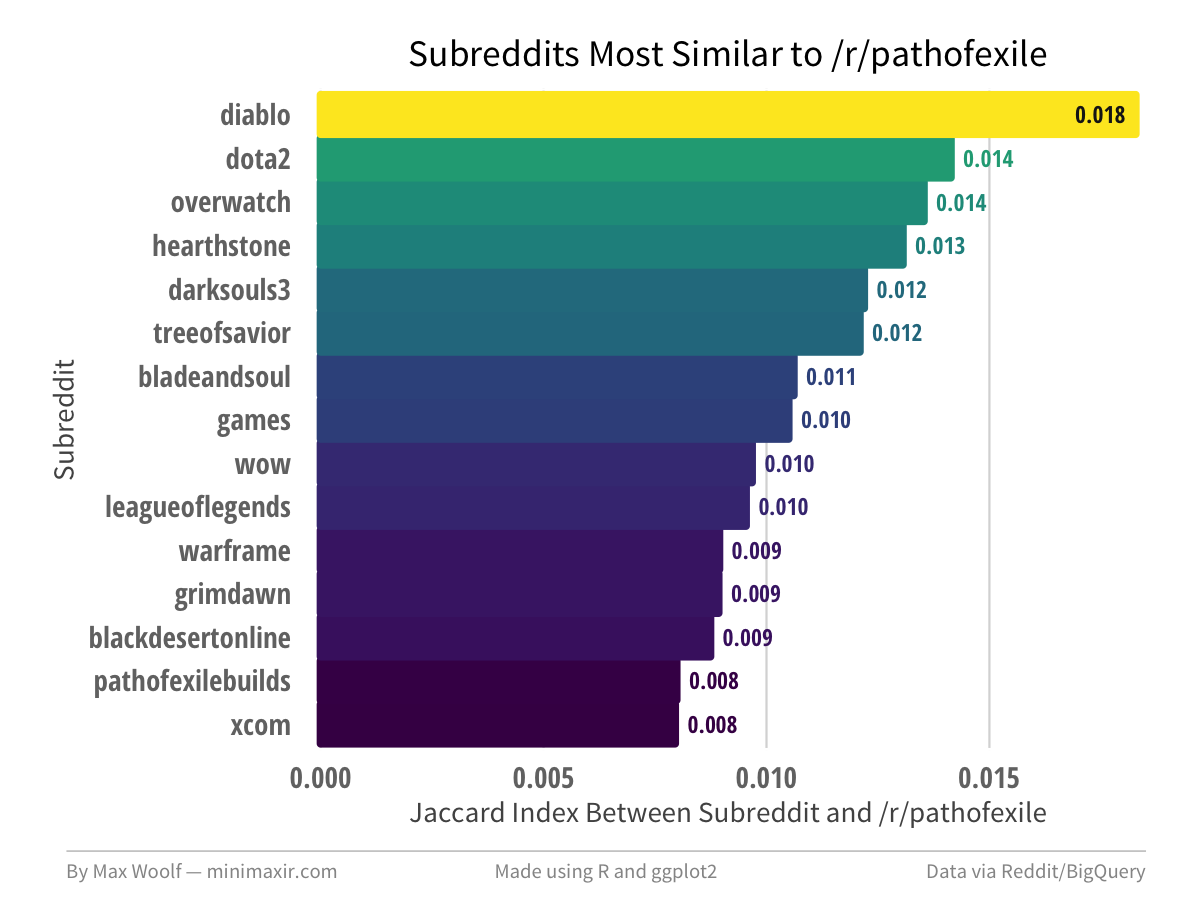 Subreddits Most Similar to /r/pathofexile
diablo 0.018
dota2 0.014
overwatch 0.014
hearthstone 0.013
darksouls3 0.012
treeofsavior 0.012
bladeandsoul 0.011
games 0.010
wow 0.010
leagueoflegends 0.010
warframe 0.009
grimdawn 0.009
blackdesertonline 0.009
pathofexilebuilds 0.008
xcom 0.008
Subreddit
0.000 0.005 0.010 0.015
Jaccard Index Between Subreddit and /r/pathofexile
By Max Woolf — minimaxir.com Made using R and ggplot2 Data via Reddit/BigQuery